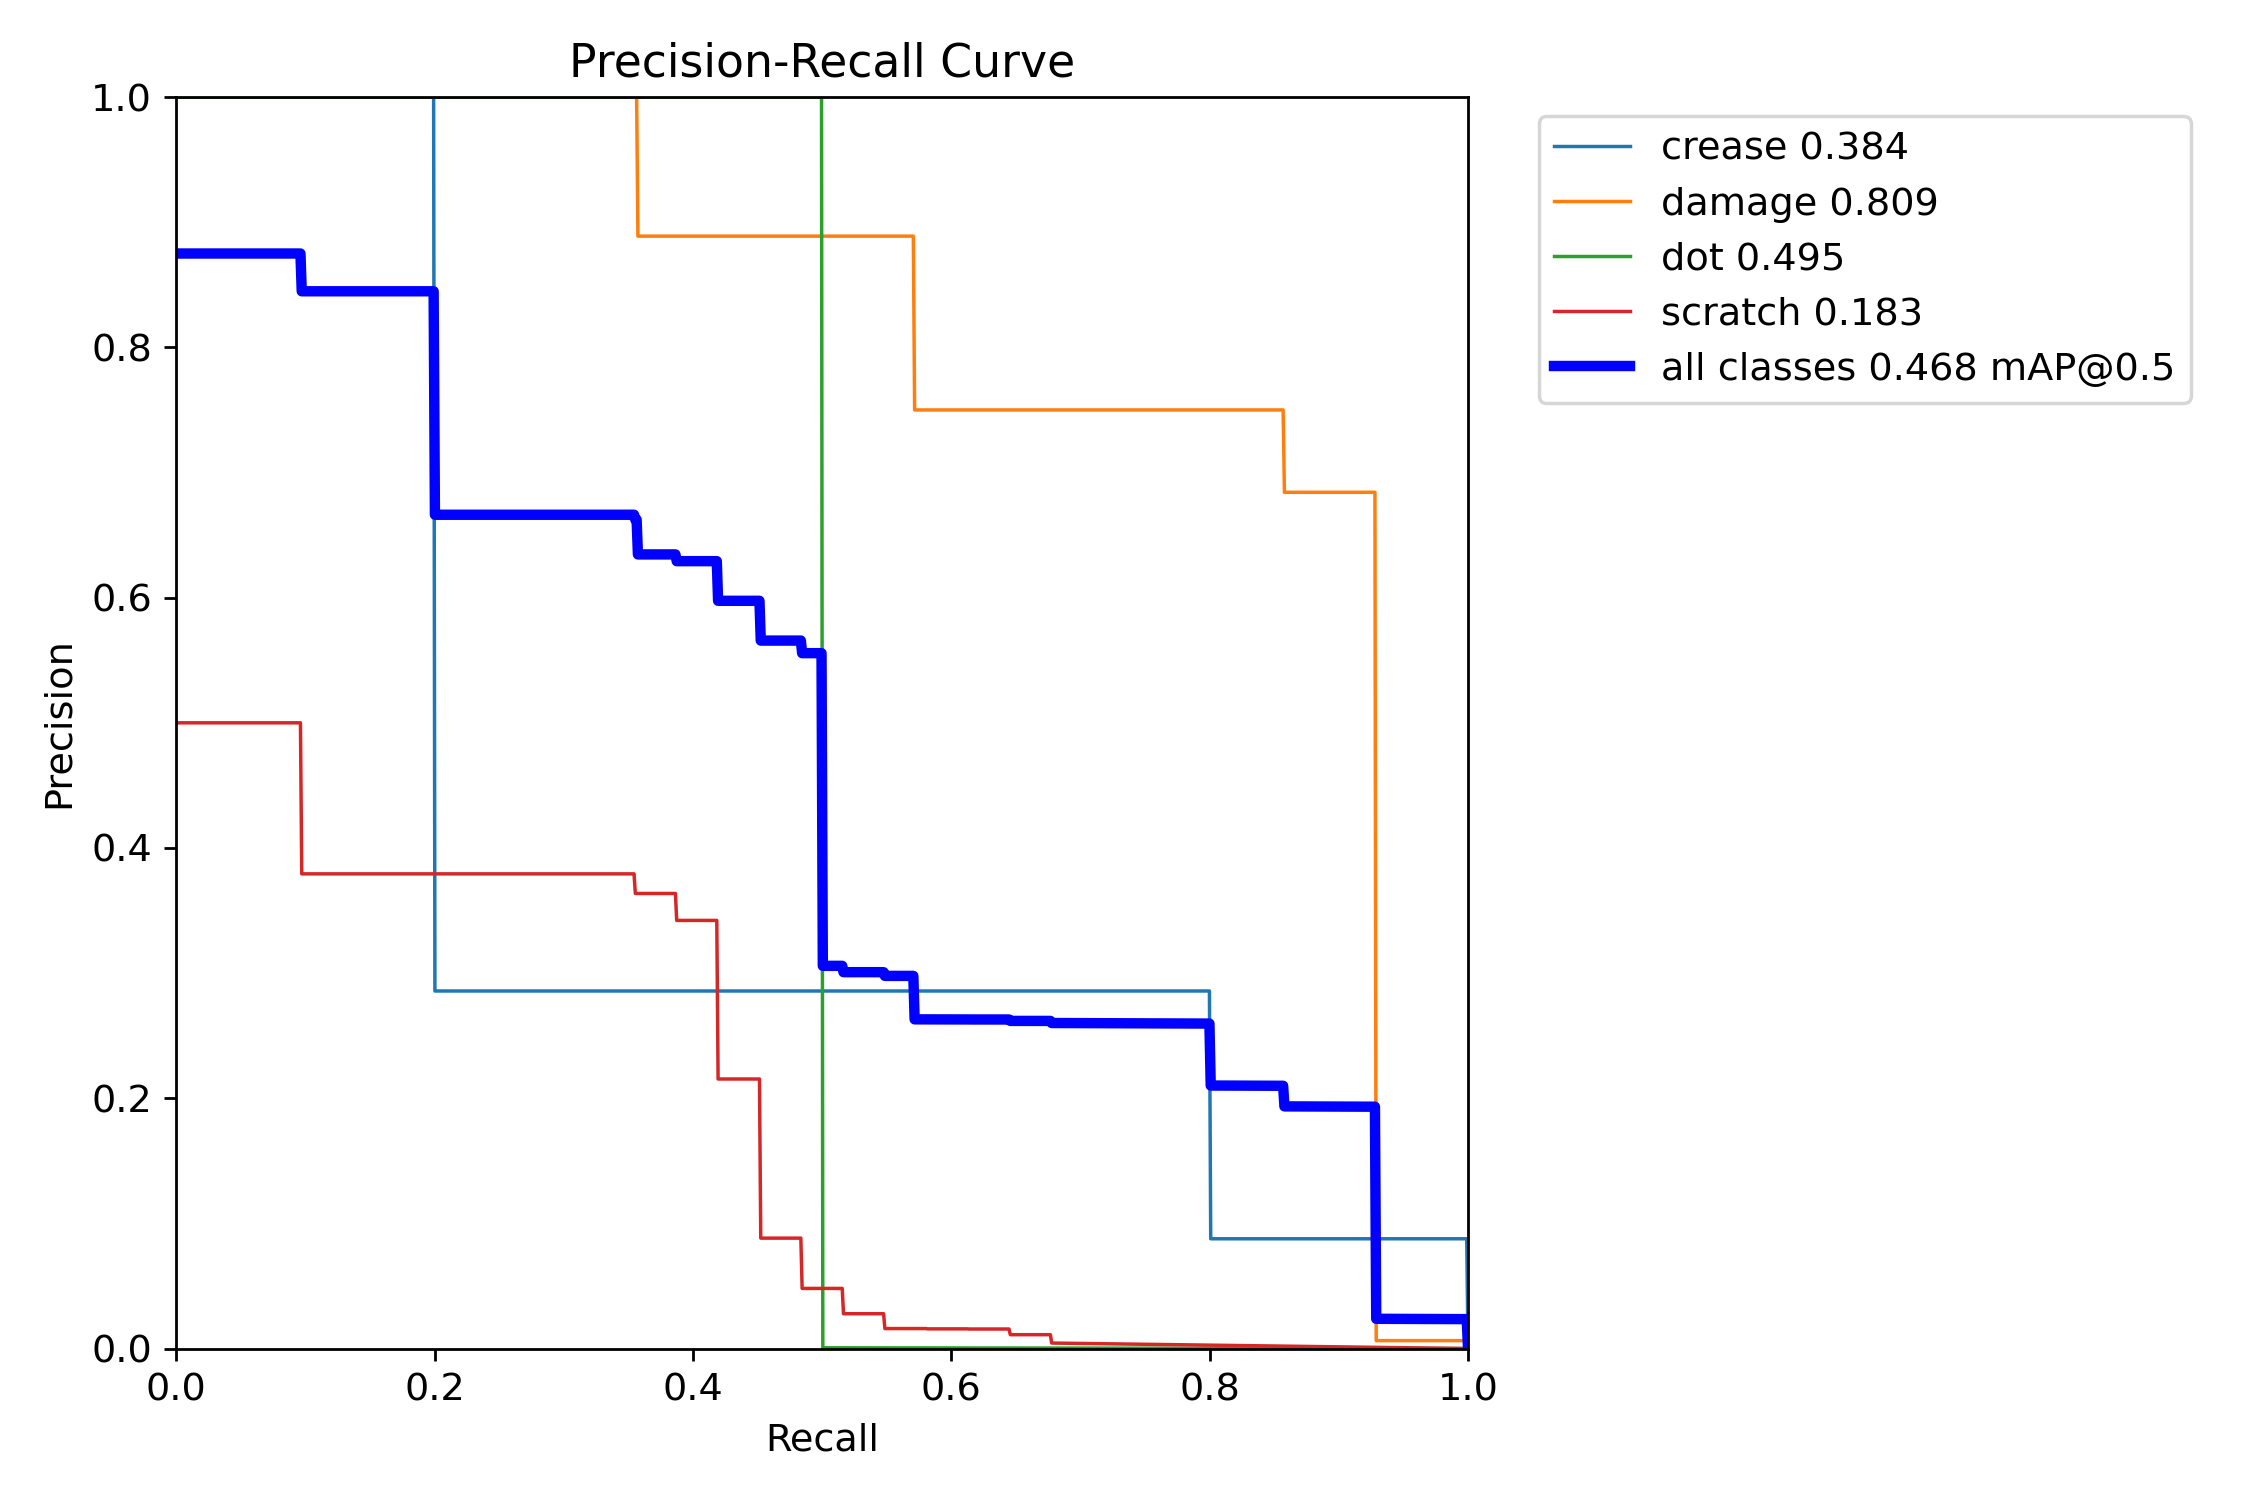 Precision-Recall Curve
1.0
0.8
0.6
0.4
0.2
0.0
Precision
0.0 0.2 0.4 0.6 0.8 1.0
Recall
crease 0.384
damage 0.809
dot 0.495
scratch 0.183
all classes 0.468 mAP@0.5